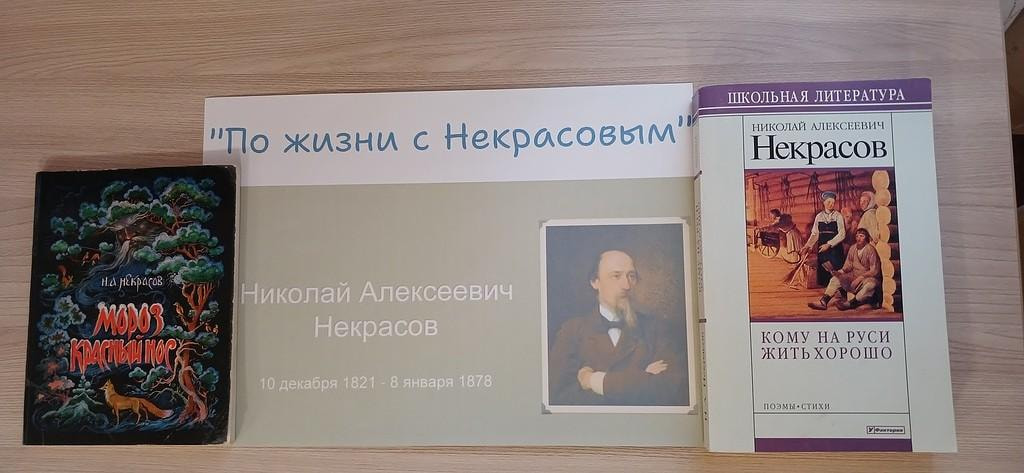 Н.А. НЕКРАСОВ
МОРОЗ
КРАСНЫЙ НОС
"По жизни с Некрасовым"
Николай Алексеевич
Некрасов
10 декабря 1821 - 8 января 1878
ШКОЛЬНАЯ ЛИТЕРАТУРА
НИКОЛАЙ АЛЕКСЕЕВИЧ
Некрасов
КОМУ НА РУСИ
ЖИТЬ ХОРОШО
ПОЭМЫ • СТИХИ
У-Фактория